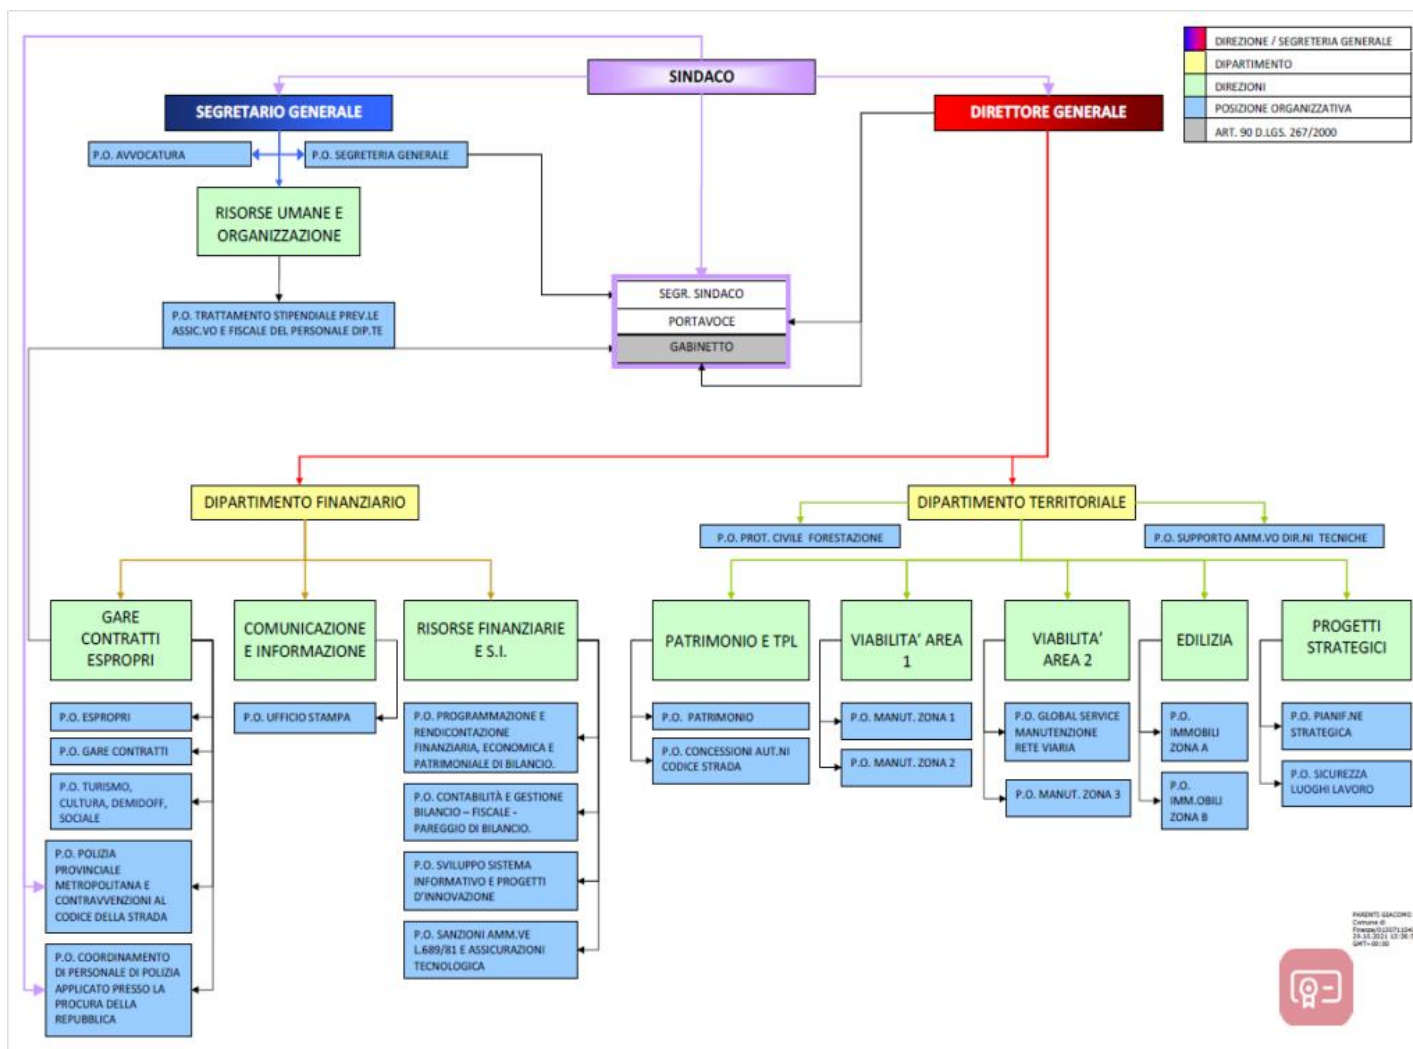 SINDACO
DIREZIONE / SEGRETERIA GENERALE
DIPARTIMENTO
DIREZIONI
POSIZIONE ORGANIZZATIVA
ART. 90 D.LGS. 267/2000
SEGRETARIO GENERALE
DIRETTORE GENERALE
P.O. AVVOCATURA
P.O. SEGRETERIA GENERALE
RISORSE UMANE E
ORGANIZZAZIONE
P.O. TRATTAMENTO STIPENDIALE PREV.LE
ASSIC.VO E FISCALE DEL PERSONALE DIP.TE
SEGR. SINDACO
PORTAVOCE
GABINETTO
DIPARTIMENTO FINANZIARIO
DIPARTIMENTO TERRITORIALE
P.O. PROT. CIVILE FORESTAZIONE
P.O. SUPPORTO AMM.VO DIR.NI TECNICHE
GARE
CONTRATTI
ESPROPRI
COMUNICAZIONE
E INFORMAZIONE
RISORSE FINANZIARIE
E S.I.
PATRIMONIO E TPL
VIABILITA' AREA
1
VIABILITA'
AREA 2
EDILIZIA
PROGETTI
STRATEGICI
P.O. ESPROPRI
P.O. GARE CONTRATTI
P.O. TURISMO,
CULTURA, DEMIDOFF,
SOCIALE
P.O. POLIZIA
PROVINCIALE
METROPOLITANA E
CONTRAVVENZIONI AL
CODICE DELLA STRADA
P.O. COORDINAMENTO
DI PERSONALE DI POLIZIA
APPLICATO PRESSO LA
PROCURA DELLA
REPUBBLICA
P.O. UFFICIO STAMPA
P.O. PROGRAMMAZIONE E
RENDICONTAZIONE
FINANZIARIA, ECONOMICA E
PATRIMONIALE DI BILANCIO.
P.O. CONTABILITÀ E GESTIONE
BILANCIO – FISCALE -
PAREGGIO DI BILANCIO.
P.O. SVILUPPO SISTEMA
INFORMATIVO E PROGETTI
D'INNOVAZIONE
P.O. SANZIONI AMM.VE
L.689/81 E ASSICURAZIONI
TECNOLOGICA
P.O. PATRIMONIO
P.O. CONCESSIONI AUT.NI
CODICE STRADA
P.O. MANUT. ZONA 1
P.O. MANUT. ZONA 2
P.O. GLOBAL SERVICE
MANUTENZIONE
RETE VIARIA
P.O. MANUT. ZONA 3
P.O.
IMMOBILI
ZONA A
P.O.
IMM.OBILI
ZONA B
P.O. PIANIF.NE
STRATEGICA
P.O. SICUREZZA
LUOGHI LAVORO
PARENTI GIACOMO
Comune di